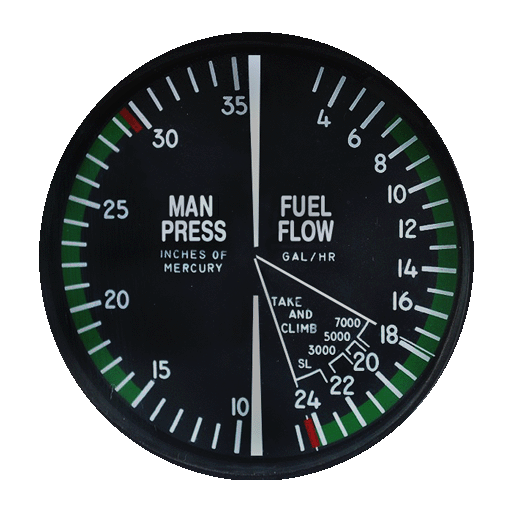 35
4
30
6
8
25
10
MAN
PRESS
INCHES OF
MERCURY
FUEL
FLOW
GAL/HR
12
14
20
16
TAKE
AND
CLIMB
7000
5000
3000
SL
18
20
15
22
10
24